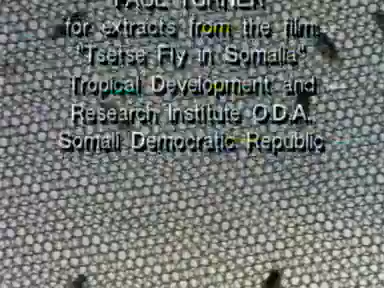 PAUL TURNER
for extracts from the film:
"Tsetse Fly in Somalia"
Tropical Development and
Research Institute O.D.A.,
Somali Democratic Republic